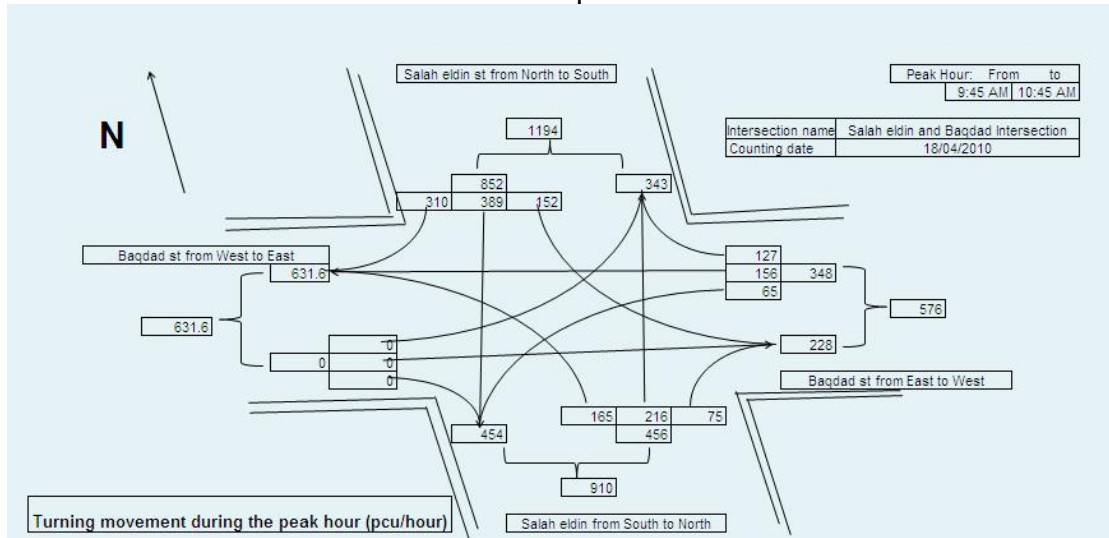 Salah eldin st from North to South
Peak Hour: From to
9:45 AM 10:45 AM
N
1194
Intersection name Salah eldin and Baqdad Intersection
Counting date 18/04/2010
852 343
310 389 152
Baqdad st from West to East
127
631.6 156 348
65
576
631.6
0 228
0 0
0
Baqdad st from East to West
165 216 75
454 456
910
Turning movement during the peak hour (pcu/hour)
Salah eldin from South to North